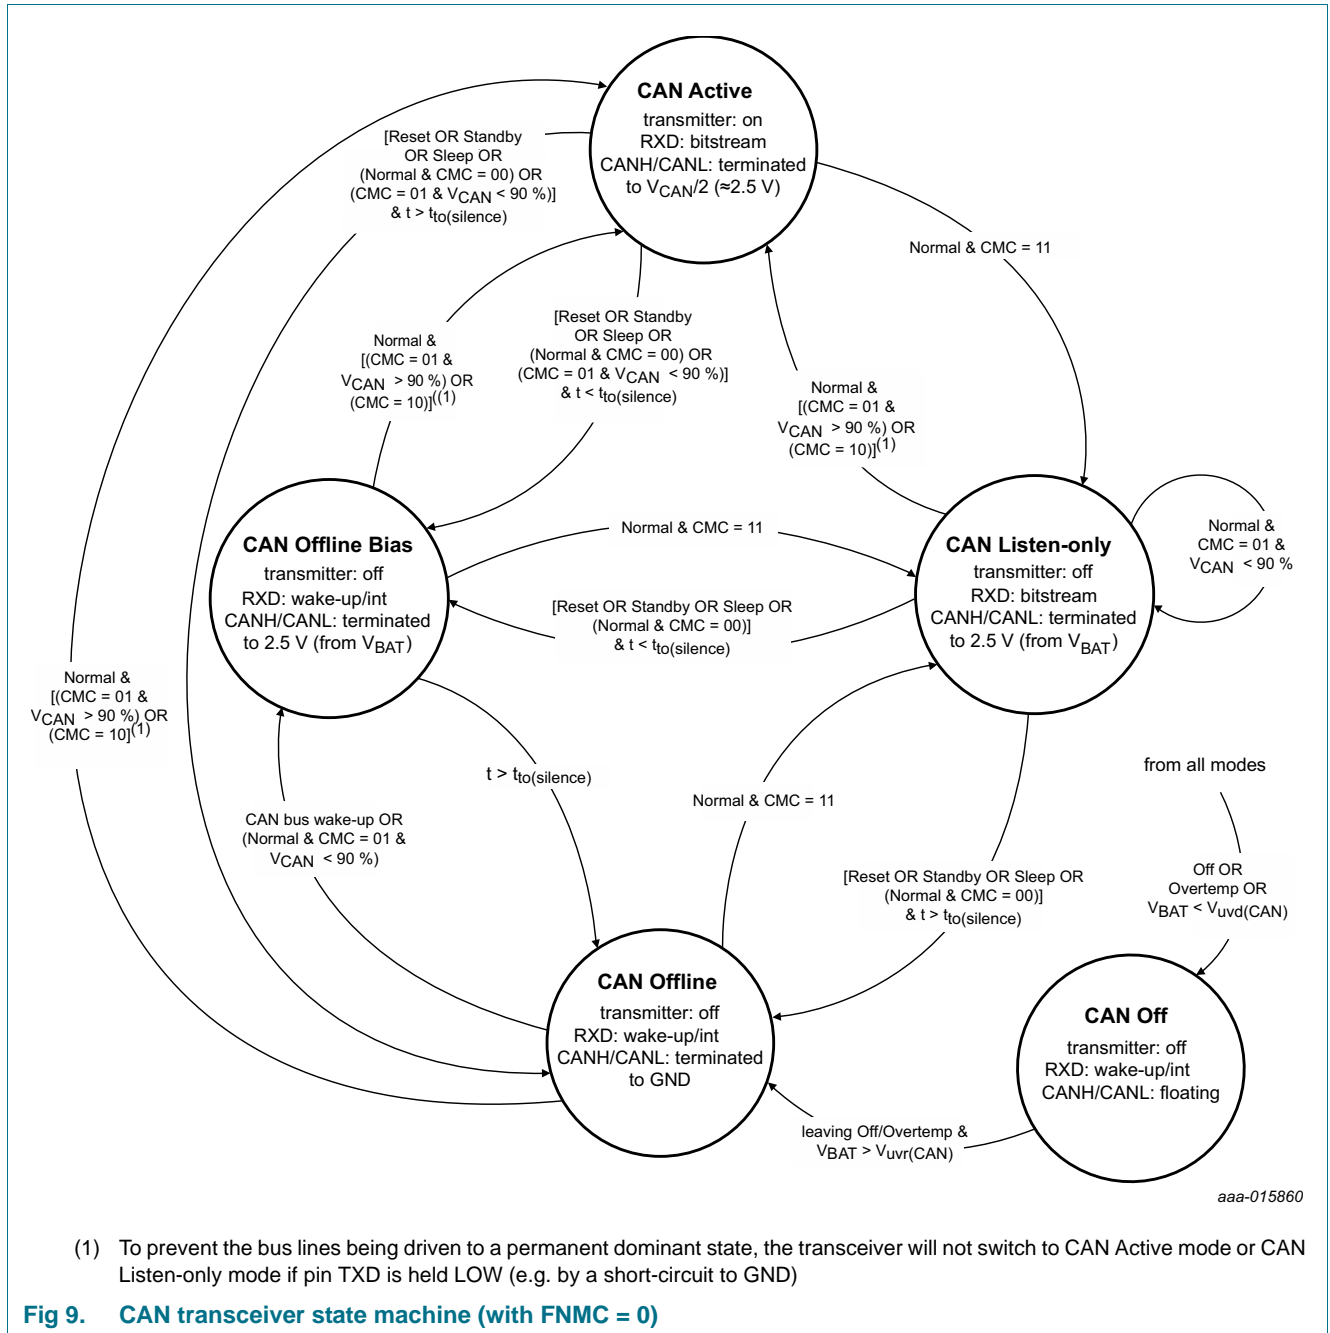 CAN Active
transmitter: on
RXD: bitstream
CANH/CANL: terminated
to VCAN/2 (≈2.5 V)
[Reset OR Standby
OR Sleep OR
(Normal & CMC = 00) OR
(CMC = 01 & VCAN < 90 %)]
& t > tto(silence)
Normal & CMC = 11
Normal &
[(CMC = 01 &
VCAN > 90 %) OR
(CMC = 10)]((1)
[Reset OR Standby
OR Sleep OR
(Normal & CMC = 00) OR
(CMC = 01 & VCAN < 90 %)]
& t < tto(silence)
Normal &
[(CMC = 01 &
VCAN > 90 %) OR
(CMC = 10)](1)
CAN Offline Bias
transmitter: off
RXD: wake-up/int
CANH/CANL: terminated
to 2.5 V (from VBAT)
Normal & CMC = 11
[Reset OR Standby OR Sleep OR
(Normal & CMC = 00)]
& t < tto(silence)
CAN Listen-only
transmitter: off
RXD: bitstream
CANH/CANL: terminated
to 2.5 V (from VBAT)
Normal &
CMC = 01 &
VCAN < 90 %
Normal &
[(CMC = 01 &
VCAN > 90 %) OR
(CMC = 10](1)
t > tto(silence)
CAN bus wake-up OR
(Normal & CMC = 01 &
VCAN < 90 %)
Normal & CMC = 11
[Reset OR Standby OR Sleep OR
(Normal & CMC = 00)]
& t > tto(silence)
from all modes
Off OR
Overtemp OR
VBAT < Vuvd(CAN)
CAN Offline
transmitter: off
RXD: wake-up/int
CANH/CANL: terminated
to GND
CAN Off
transmitter: off
RXD: wake-up/int
CANH/CANL: floating
leaving Off/Overtemp &
VBAT > Vuvr(CAN)
aaa-015860
(1) To prevent the bus lines being driven to a permanent dominant state, the transceiver will not switch to CAN Active mode or CAN
Listen-only mode if pin TXD is held LOW (e.g. by a short-circuit to GND)
Fig 9. CAN transceiver state machine (with FNMC = 0)